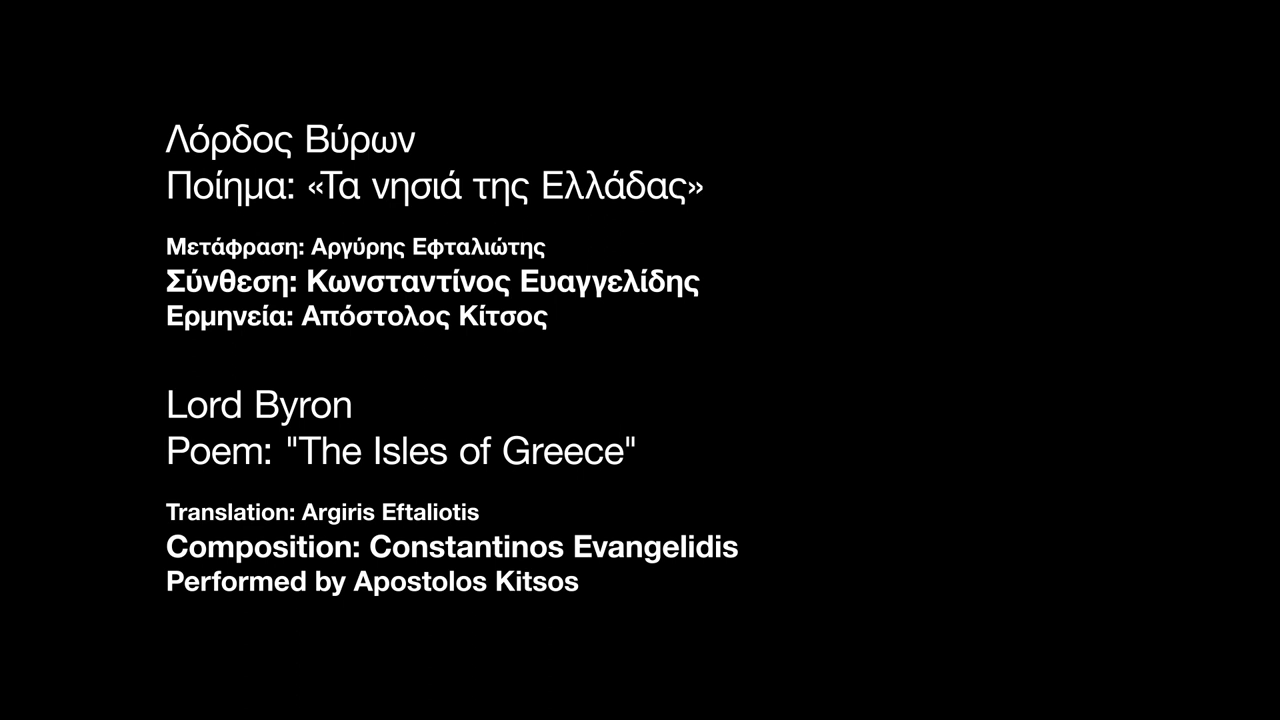 Λόρδος Βύρων
Ποίημα: «Τα νησιά της Ελλάδας»
Μετάφραση: Αργύρης Εφταλιώτης
Σύνθεση: Κωνσταντίνος Ευαγγελίδης
Ερμηνεία: Απόστολος Κίτσος
Lord Byron
Poem: "The Isles of Greece"
Translation: Argiris Eftaliotis
Composition: Constantinos Evangelidis
Performed by Apostolos Kitsos